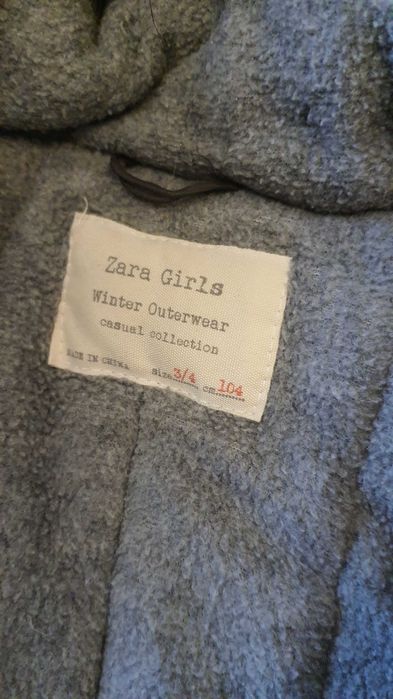 Zara Girls
Winter Outerwear
casual collection
MADE IN CHINA size 3/4 cm 104